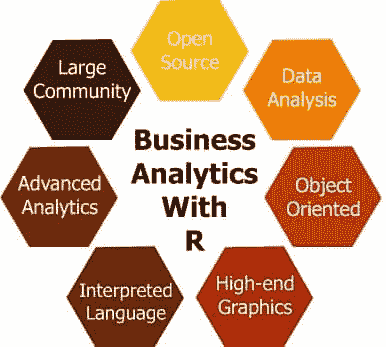 Open
Source
Large
Community
Data
Analysis
Business
Analytics
With
R
Advanced
Analytics
Object
Oriented
Interpreted
Language
High-end
Graphics